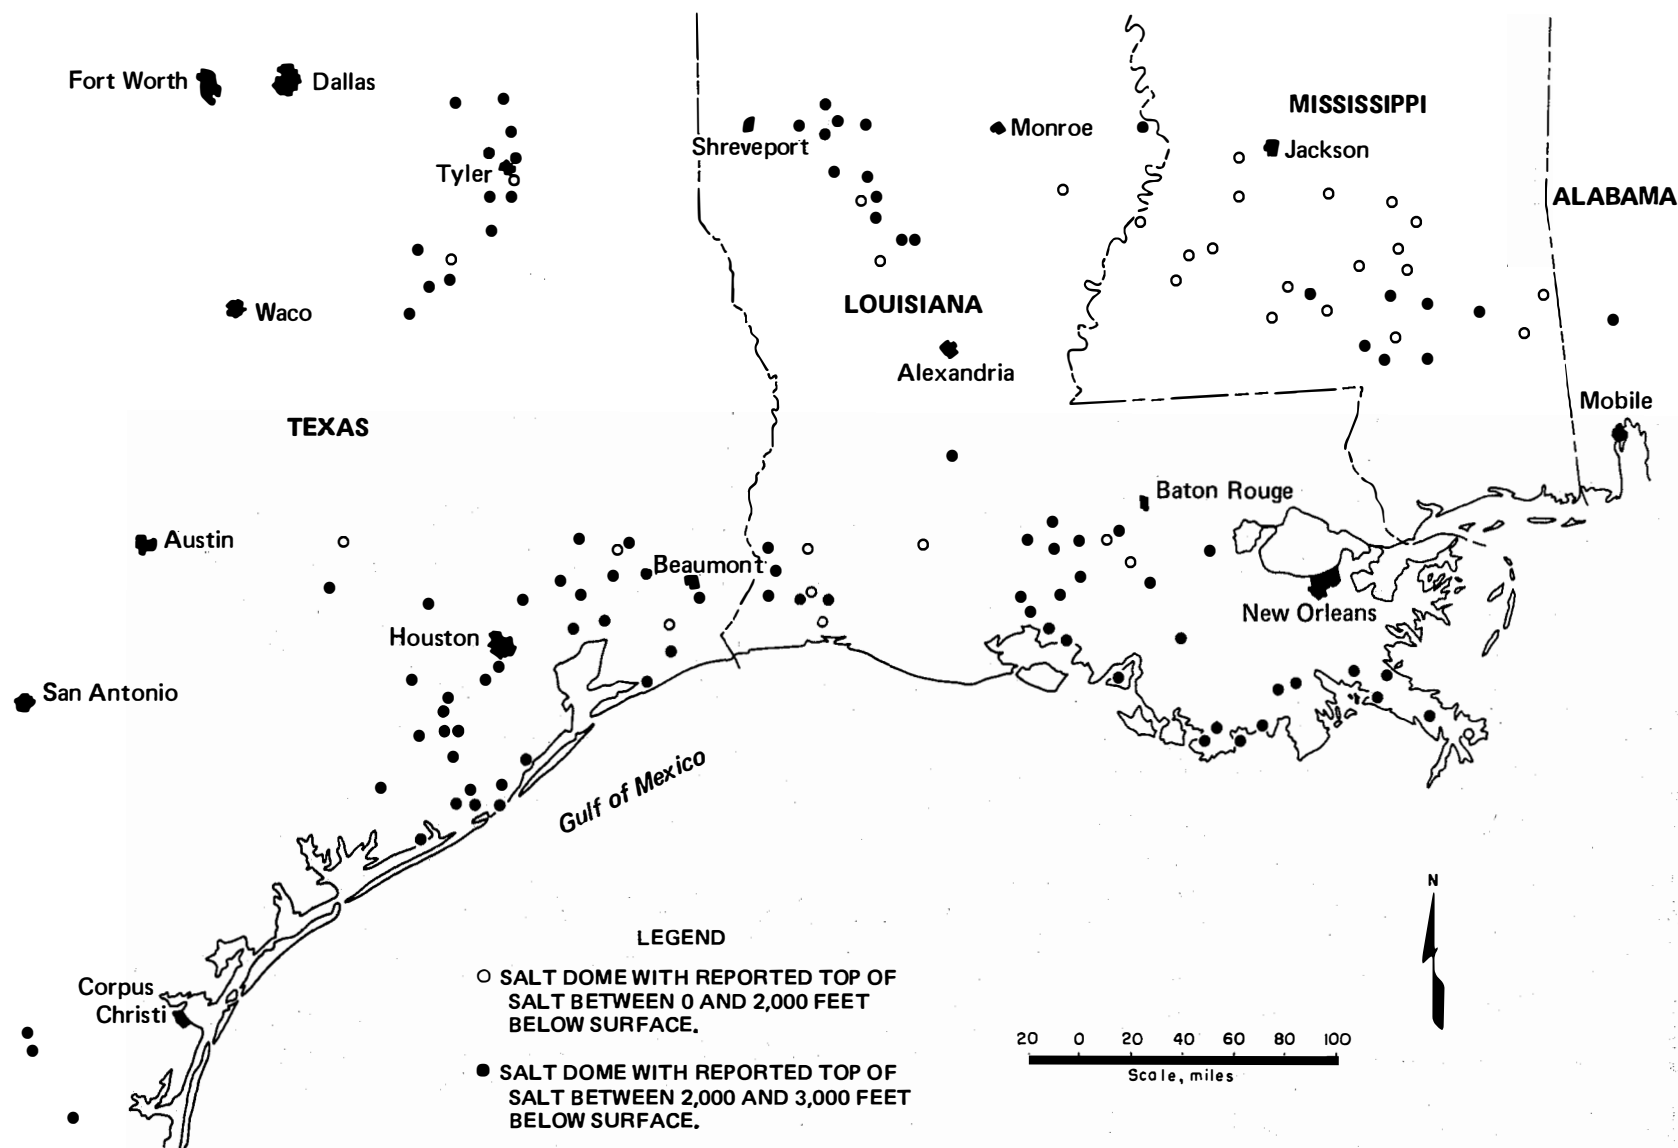 Fort Worth
Dallas
MISSISSIPPI
Monroe
Shreveport
Jackson
Tyler
ALABAMA
LOUISIANA
Waco
Alexandria
Mobile
TEXAS
Baton Rouge
Austin
Beaumont
New Orleans
Houston
San Antonio
Gulf of Mexico
N
LEGEND
SALT DOME WITH REPORTED TOP OF
SALT BETWEEN 0 AND 2,000 FEET
BELOW SURFACE.
Corpus
Christi
20 0 20 40 60 80 100
Scale, miles
SALT DOME WITH REPORTED TOP OF
SALT BETWEEN 2,000 AND 3,000 FEET
BELOW SURFACE.